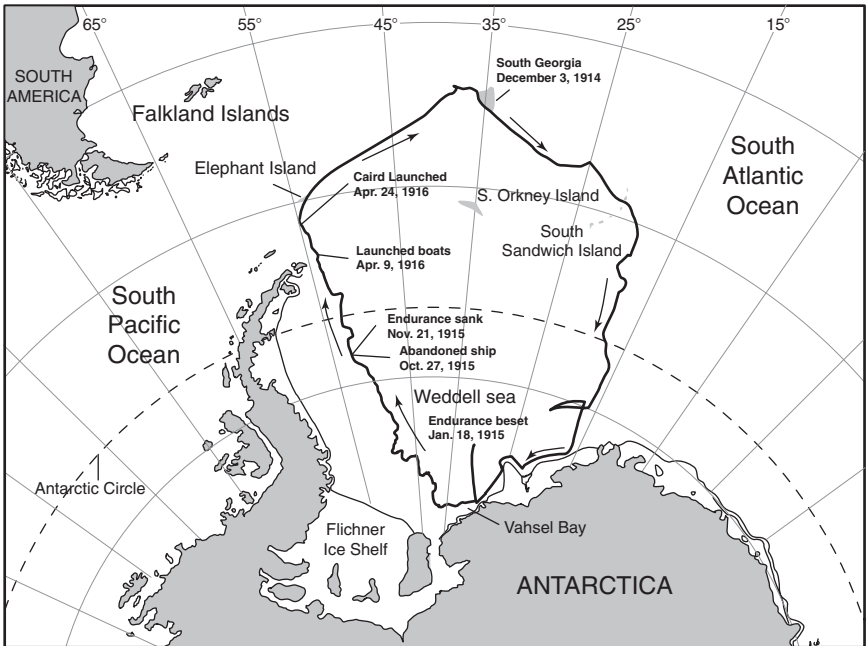 65°
55°
45°
35°
25°
15°
South Georgia
December 3, 1914
SOUTH
AMERICA
Falkland Islands
South
Atlantic
Ocean
Elephant Island
Caird Launched
Apr. 24, 1916
S. Orkney Island
South
Sandwich Island
Launched boats
Apr. 9, 1916
South
Pacific
Ocean
Endurance sank
Nov. 21, 1915
Abandoned ship
Oct. 27, 1915
Weddell sea
Endurance beset
Jan. 18, 1915
Antarctic Circle
Flichner
Ice Shelf
Vahsel Bay
ANTARCTICA